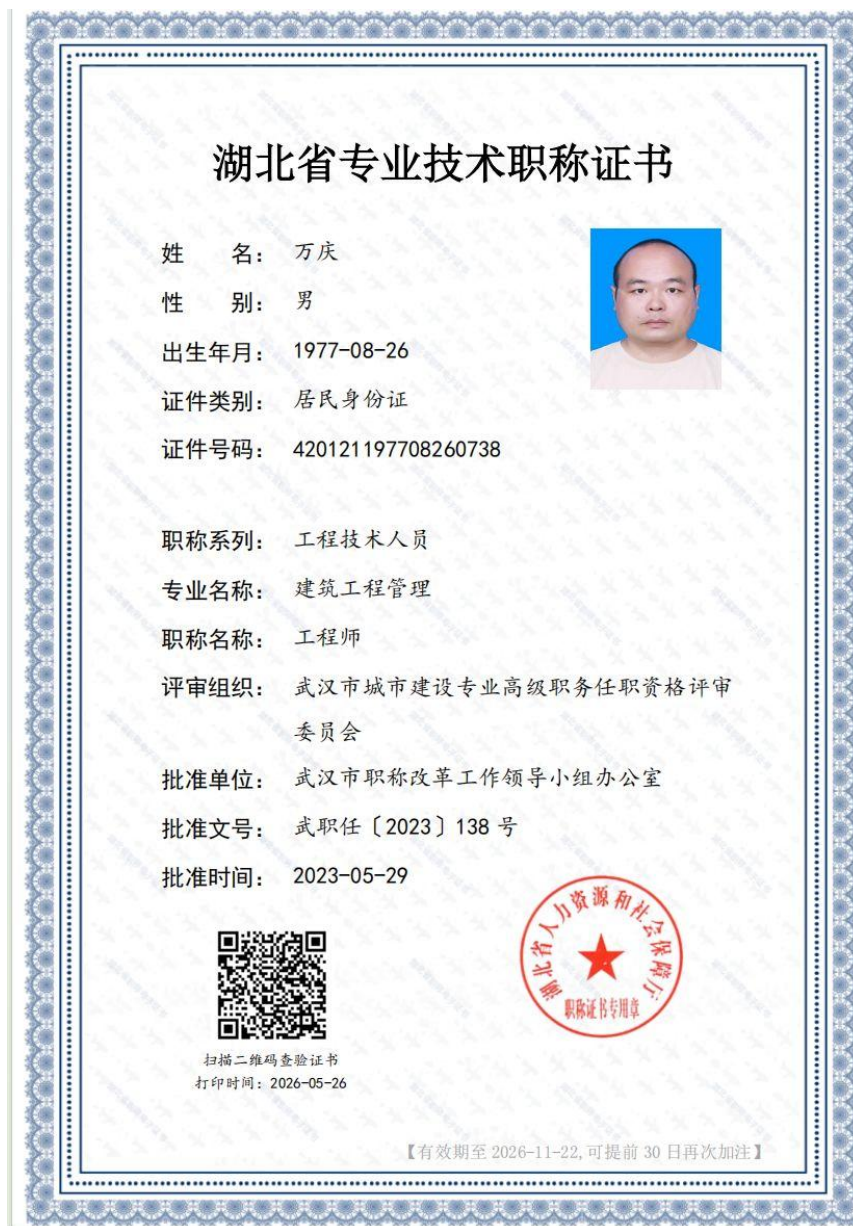 湖北省专业技术职称证书
姓　　名： 万庆
性　　别： 男
出生年月： 1977-08-26
证件类别： 居民身份证
证件号码： 420121197708260738
职称系列： 工程技术人员
专业名称： 建筑工程管理
职称名称： 工程师
评审组织： 武汉市城市建设专业高级职务任职资格评审
委员会
批准单位： 武汉市职称改革工作领导小组办公室
批准文号： 武职任〔2023〕138 号
批准时间： 2023-05-29
湖北省人力资源和社会保障厅
职称证书专用章
扫描二维码查验证书
打印时间：2026-05-26
【有效期至 2026-11-22,可提前 30 日再次加注】